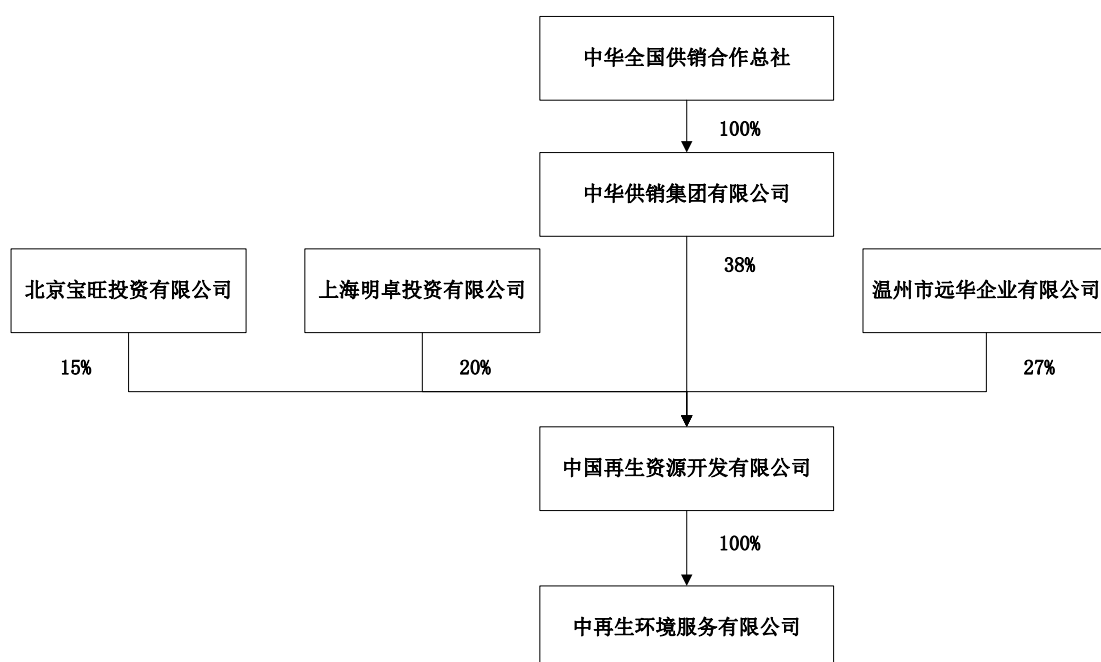 中华全国供销合作总社
100%
中华供销集团有限公司
38%
北京宝旺投资有限公司
上海明卓投资有限公司
温州市远华企业有限公司
15%
20%
27%
中国再生资源开发有限公司
100%
中再生环境服务有限公司